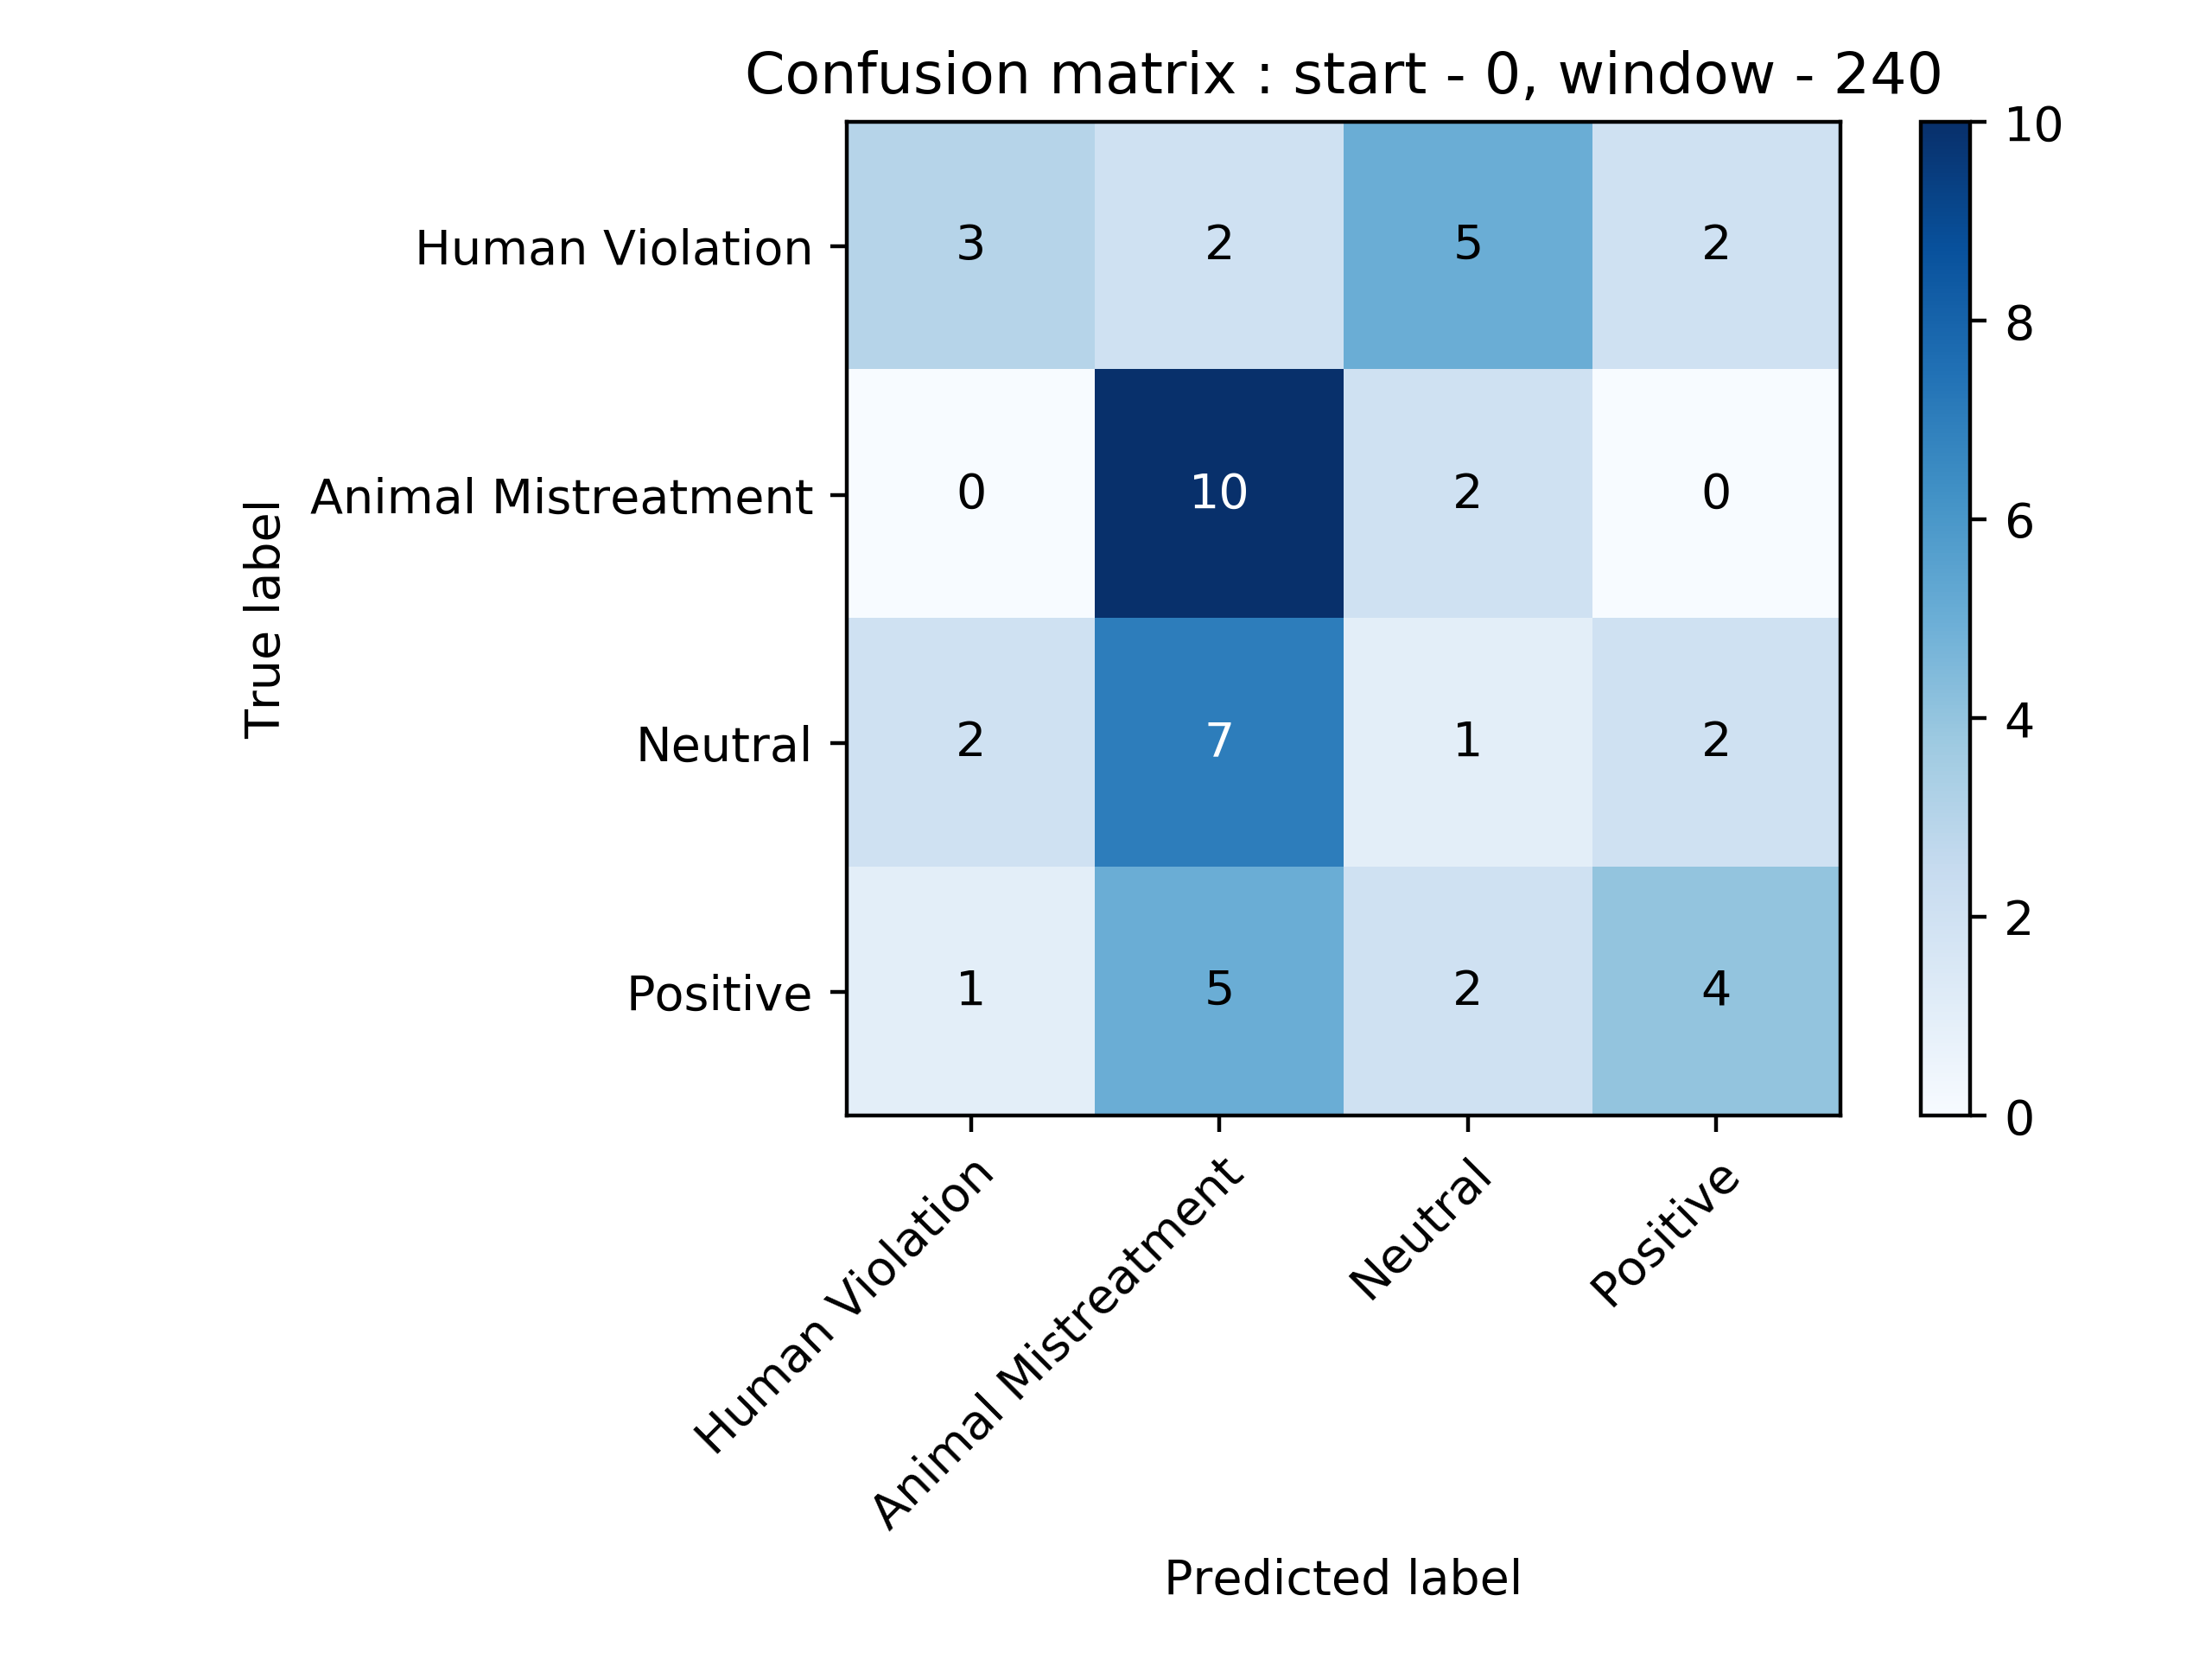 Confusion matrix : start - 0, window - 240
True label
Human Violation
3 2 5 2
Animal Mistreatment
0 10 2 0
Neutral
2 7 1 2
Positive
1 5 2 4
Human Violation
Animal Mistreatment
Neutral
Positive
Predicted label
10
8
6
4
2
0